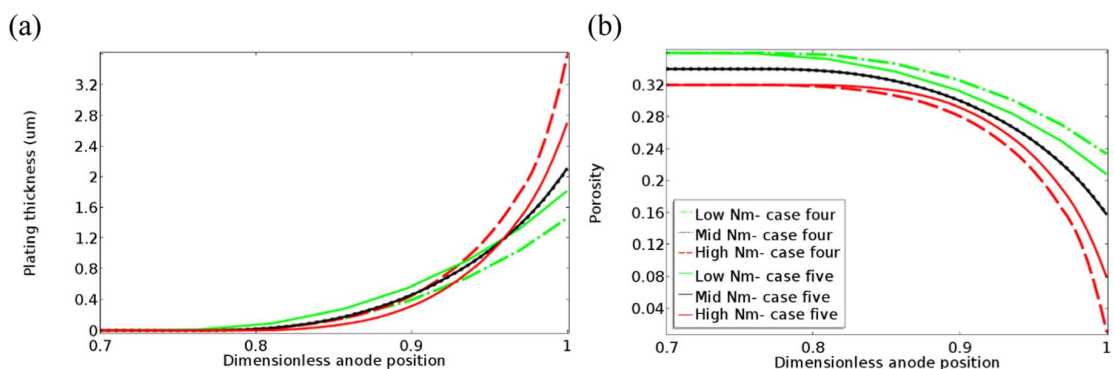 (a)
(b)
Plating thickness (um)
3.2
2.8
2.4
2
1.6
1.2
0.8
0.4
0
0.7
0.8
0.9
1
Dimensionless anode position
Porosity
0.32
0.28
0.24
0.2
0.16
0.12
0.08
0.04
Low Nm- case four
Mid Nm- case four
High Nm- case four
Low Nm- case five
Mid Nm- case five
High Nm- case five
0.7
0.8
0.9
1
Dimensionless anode position